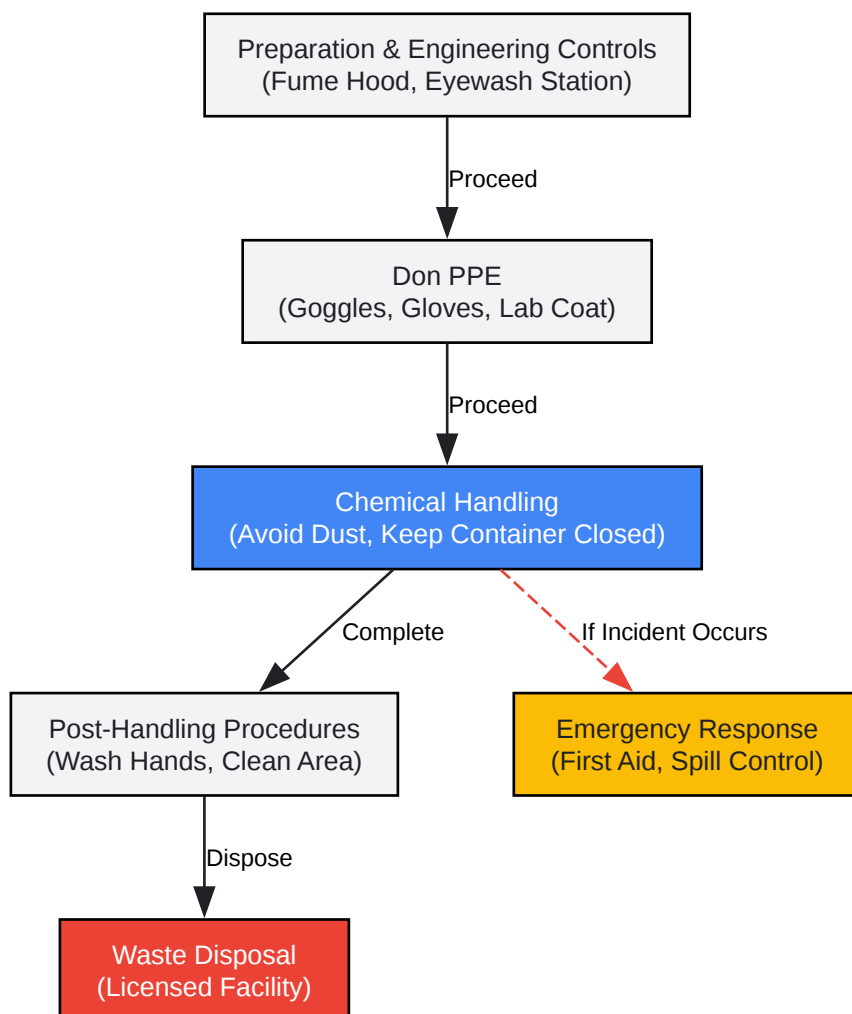 Preparation & Engineering Controls
(Fume Hood, Eyewash Station)
Proceed
Don PPE
(Goggles, Gloves, Lab Coat)
Proceed
Chemical Handling
(Avoid Dust, Keep Container Closed)
Complete
If Incident Occurs
Post-Handling Procedures
(Wash Hands, Clean Area)
Emergency Response
(First Aid, Spill Control)
Dispose
Waste Disposal
(Licensed Facility)